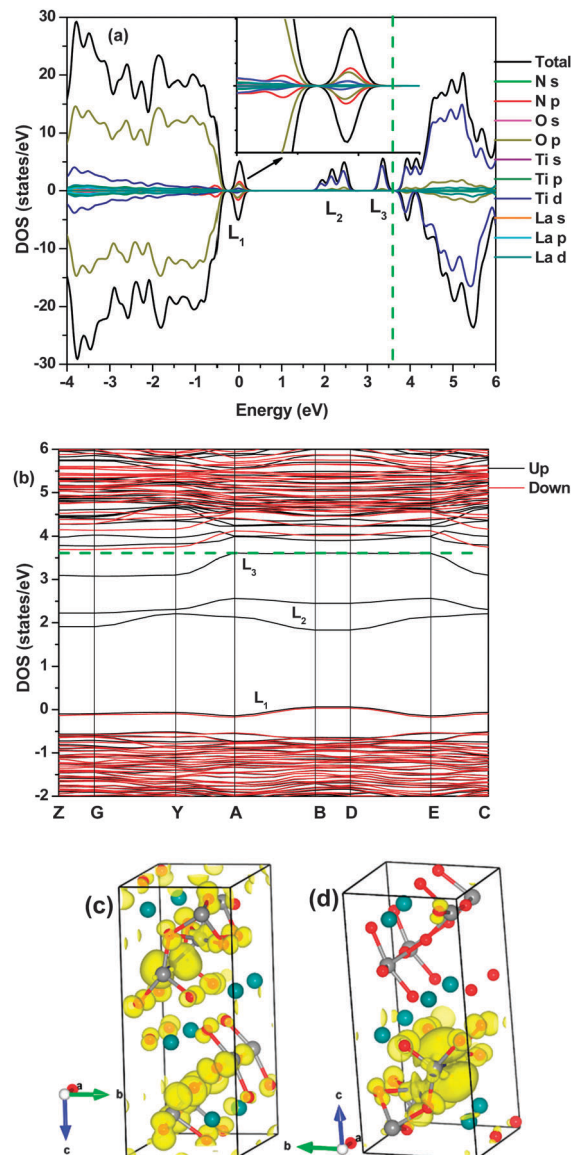 (a)
30
20
10
0
10
20
30
DOS (states/eV)
-4 -3 -2 -1 0 1 2 3 4 5 6
Energy (eV)
L1
L2
L3
Total
N s
N p
O s
O p
Ti s
Ti p
Ti d
La s
La p
La d
(b)
6
5
4
3
2
1
0
-1
-2
DOS (states/eV)
L3
L2
L1
Z G Y A B D E C
Up
Down
(c)
a
b
c
(d)
c
b
a